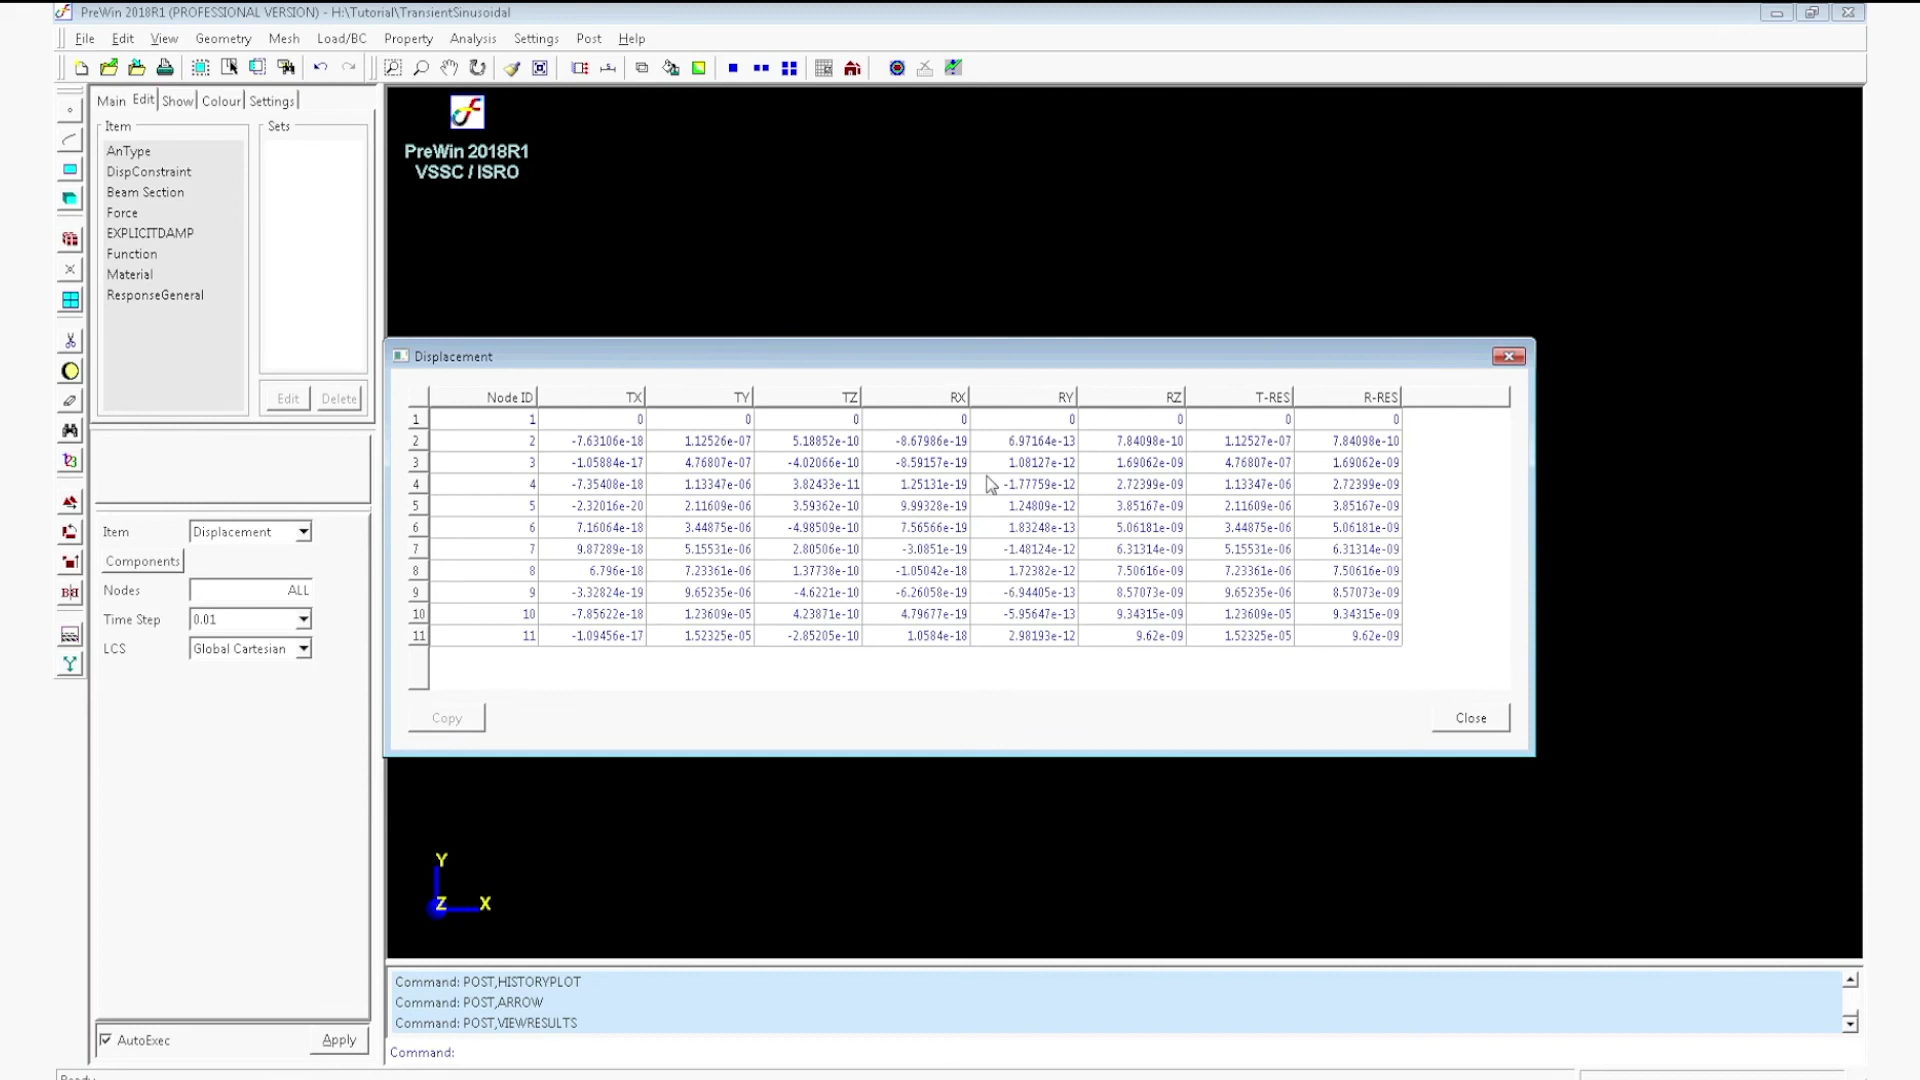 PreWin 2018R1 (PROFESSIONAL VERSION) - H:\Tutorial\TransientSinusoidal
File Edit View Geometry Mesh Load/BC Property Analysis Settings Post Help
Main Edit Show Colour Settings
Item Sets
AnType
DispConstraint
Beam Section
Force
EXPLICITDAMP
Function
Material
ResponseGeneral
Edit Delete
Item Displacement
Components
Nodes ALL
Time Step 0.01
LCS Global Cartesian
AutoExec Apply
PreWin 2018R1
VSSC / ISRO
Displacement
Node ID TX TY TZ RX RY RZ T-RES R-RES
1 1 0 0 0 0 0 0 0 0
2 2 -7.63106e-18 1.12526e-07 5.18852e-10 -8.67986e-19 6.97164e-13 7.84098e-10 1.12527e-07 7.84098e-10
3 3 -1.05884e-17 4.76807e-07 -4.02066e-10 -8.59157e-19 1.08127e-12 1.69062e-09 4.76807e-07 1.69062e-09
4 4 -7.35408e-18 1.13347e-06 3.82433e-11 1.25131e-19 -1.77759e-12 2.72399e-09 1.13347e-06 2.72399e-09
5 5 -2.32016e-20 2.11609e-06 3.59362e-10 9.99328e-19 1.24809e-12 3.85167e-09 2.11609e-06 3.85167e-09
6 6 7.16064e-18 3.44875e-06 -4.98509e-10 7.56566e-19 1.83248e-13 5.06181e-09 3.44875e-06 5.06181e-09
7 7 9.87289e-18 5.15531e-06 2.80506e-10 -3.0851e-19 -1.48124e-12 6.31314e-09 5.15531e-06 6.31314e-09
8 8 6.796e-18 7.23361e-06 1.37738e-10 -1.05042e-18 1.72382e-12 7.50616e-09 7.23361e-06 7.50616e-09
9 9 -3.32824e-19 9.65235e-06 -4.6221e-10 -6.26058e-19 -6.94405e-13 8.57073e-09 9.65235e-06 8.57073e-09
10 10 -7.85622e-18 1.23609e-05 4.23871e-10 4.79677e-19 -5.95647e-13 9.34315e-09 1.23609e-05 9.34315e-09
11 11 -1.09456e-17 1.52325e-05 -2.85205e-10 1.0584e-18 2.98193e-12 9.62e-09 1.52325e-05 9.62e-09
Copy Close
Y
Z X
Command: POST,HISTORYPLOT
Command: POST,ARROW
Command: POST,VIEWRESULTS
Command:
Ready